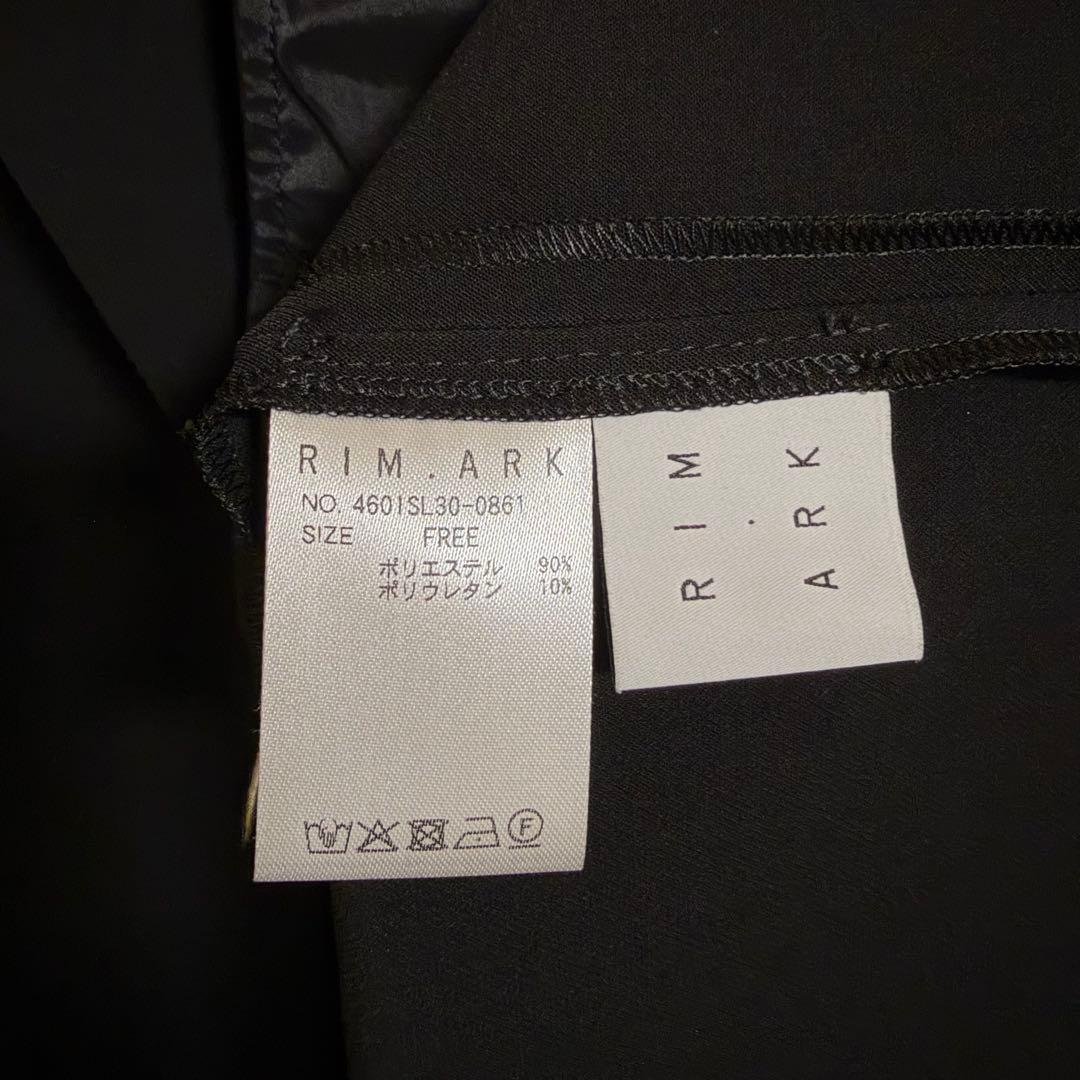 RIM.ARK
NO. 4601SL30-0861
SIZE FREE
ポリエステル 90%
ポリウレタン 10%
F
RIM.
ARK